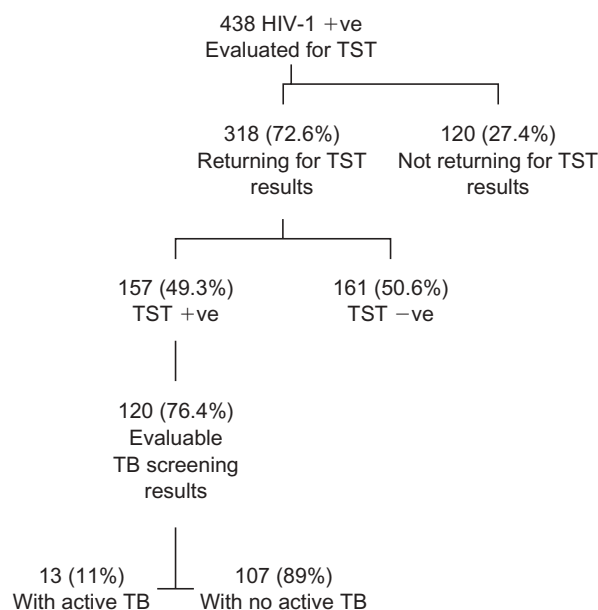 438 HIV-1 +ve
Evaluated for TST
318 (72.6%)
Returning for TST
results
120 (27.4%)
Not returning for TST
results
157 (49.3%)
TST +ve
161 (50.6%)
TST −ve
120 (76.4%)
Evaluable
TB screening
results
13 (11%)
With active TB
107 (89%)
With no active TB